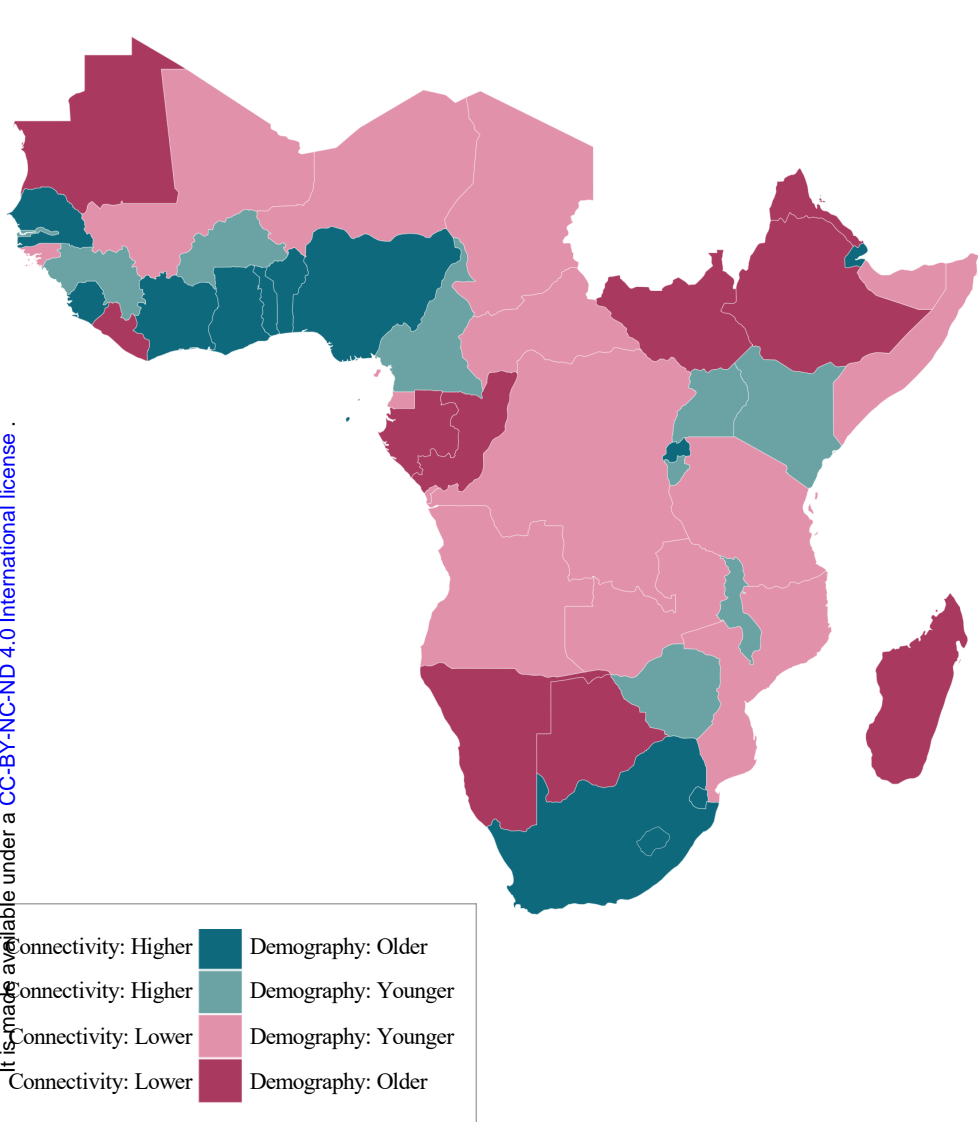 It is made available under a CC-BY-NC-ND 4.0 International license .
Connectivity: Higher Demography: Older
Connectivity: Higher Demography: Younger
Connectivity: Lower Demography: Younger
Connectivity: Lower Demography: Older